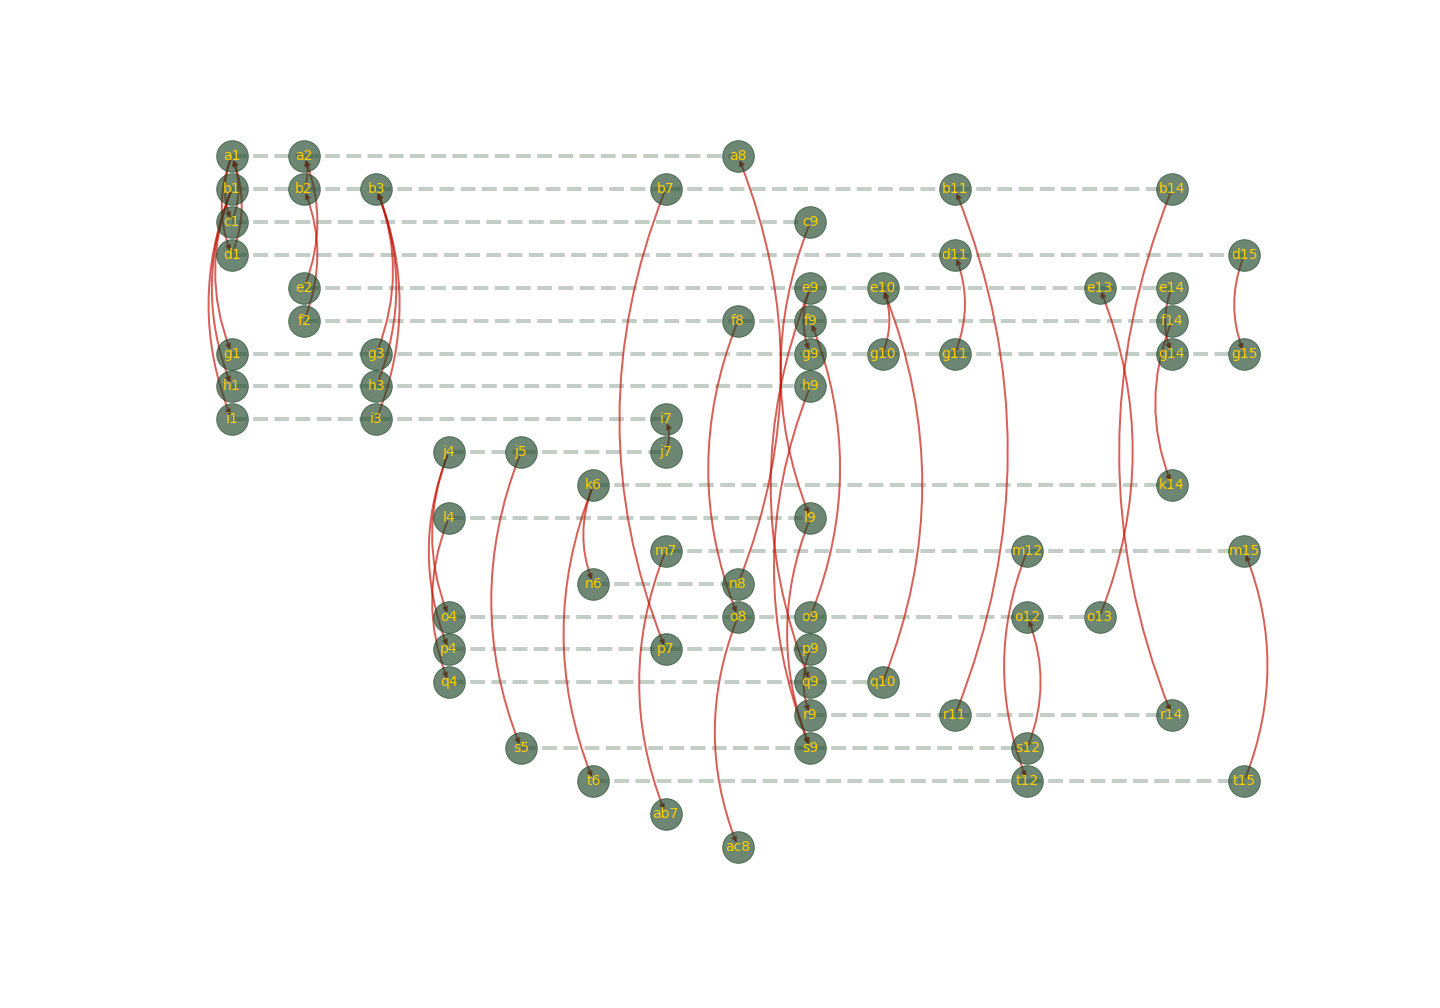 a1 a2 a8
b1 b2 b3 b7 b11 b14
c1 c9
d1 d11 d15
e2 e9 e10 e13 e14
f2 f8 f9 f14
g1 g3 g9 g10 g11 g14 g15
h1 h3 h9
i1 i3 i7
j4 j5 j7
k6 k14
l4 l9
m7 m12 m15
n6 n8
o4 o8 o9 o12 o13
p4 p7 p9
q4 q9 q10
r9 r11 r14
s5 s9 s12
t6 t12 t15
ab7
ac8